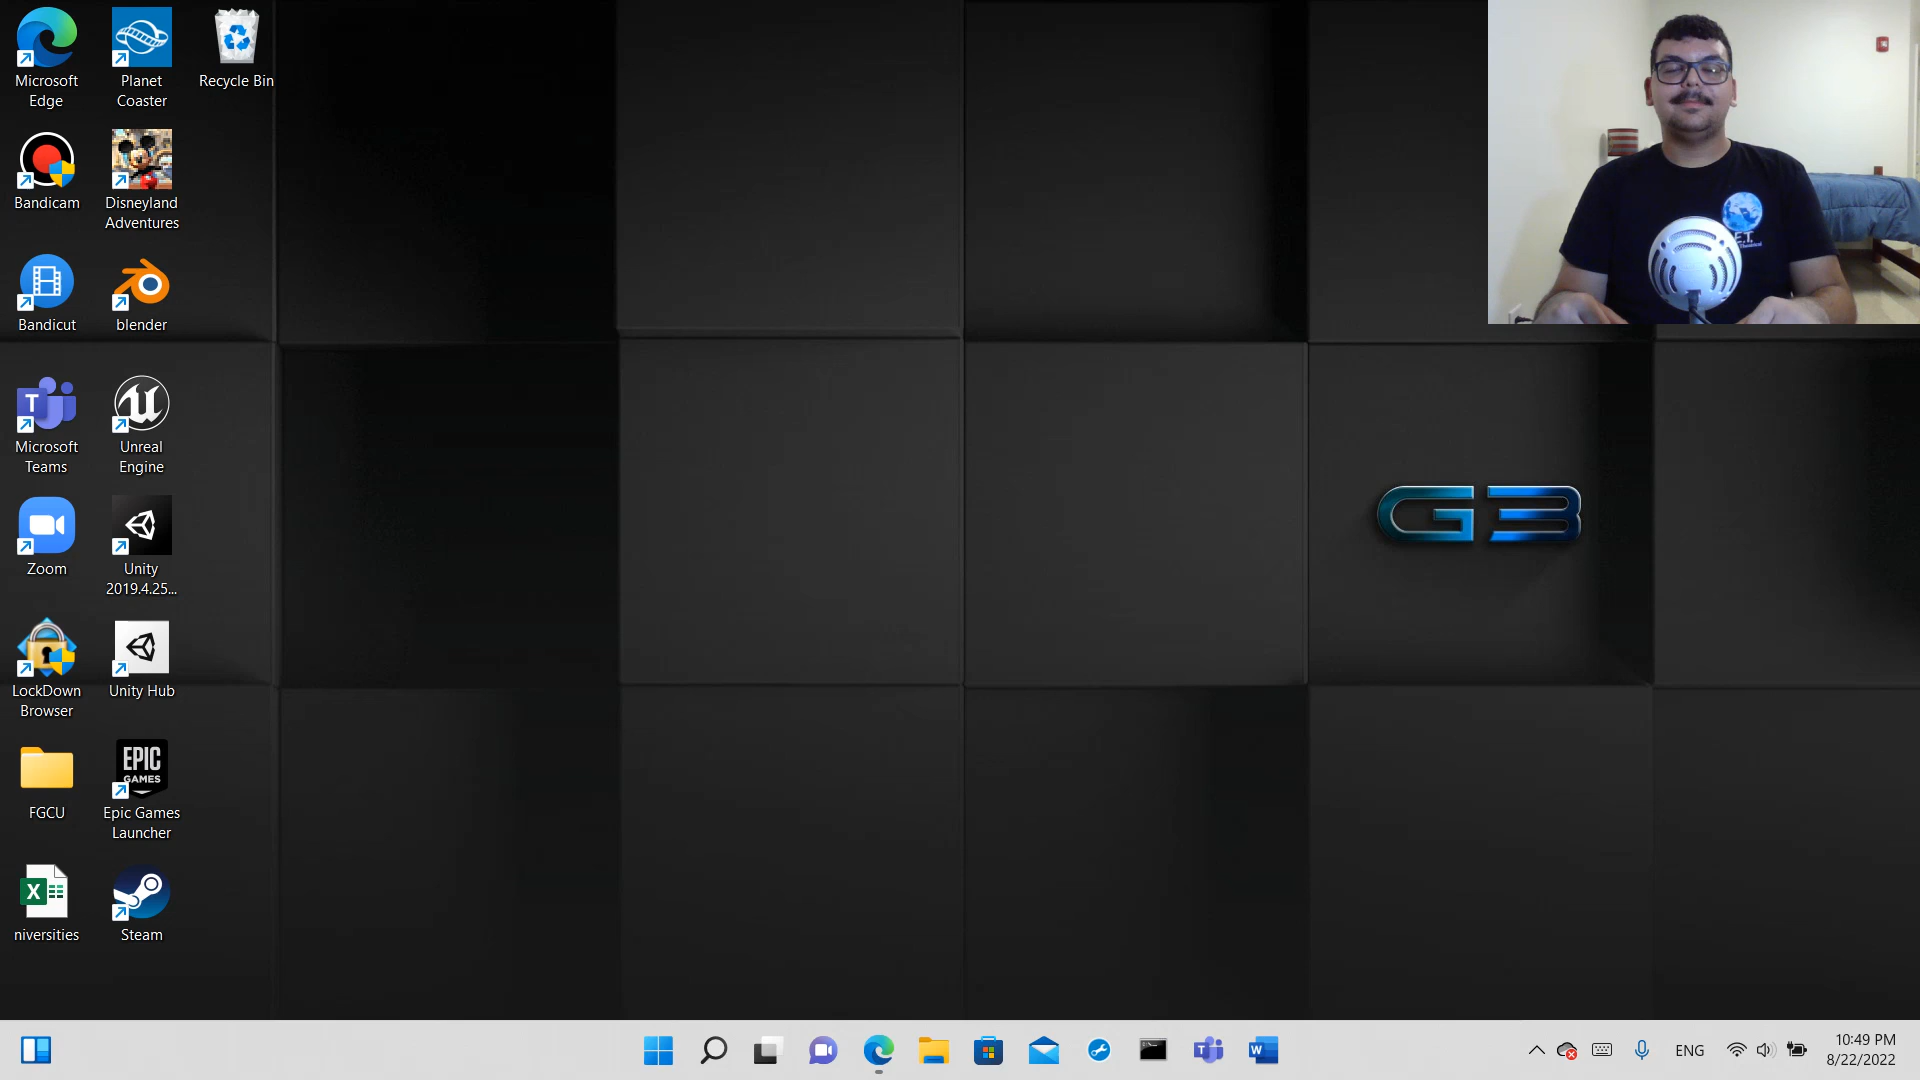 Microsoft
Edge
Planet
Coaster
Recycle Bin
Bandicam
Disneyland
Adventures
Bandicut
blender
T
Microsoft
Teams
Unreal
Engine
Zoom
Unity
2019.4.25...
LockDown
Browser
Unity Hub
FGCU
EPIC
GAMES
Epic Games
Launcher
X
niversities
Steam
E.T.
G3
T
W
ENG
10:49 PM
8/22/2022